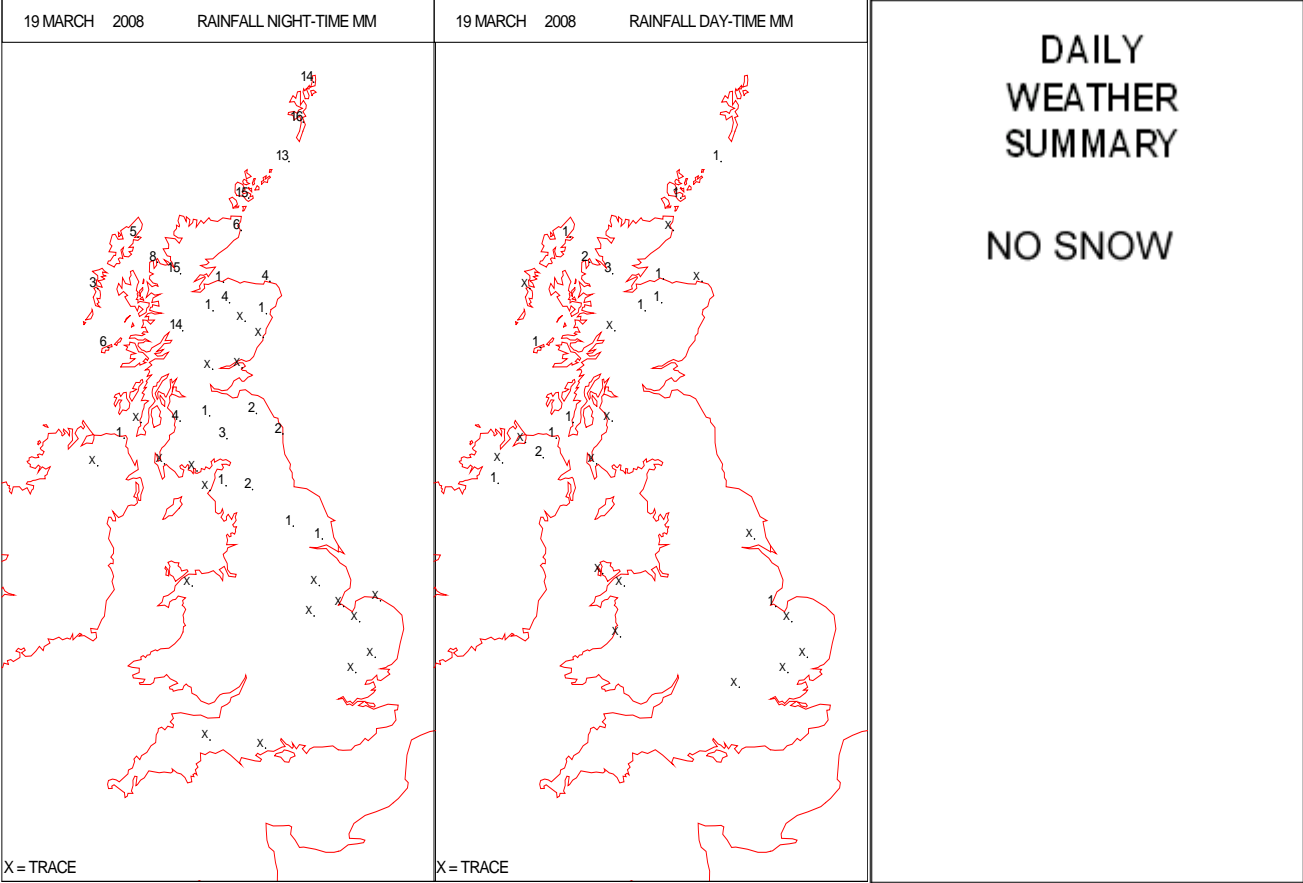 19 MARCH 2008 RAINFALL NIGHT-TIME MM
14
16
13
15
6
5
8
15
3
1
4
4
1
1
X
14
X
6
X
X
1
2
X
4
1
3
2
X
X
X
1
X
2
1
1
X
X
X
X
X
X
X
X
X
X
X = TRACE
19 MARCH 2008 RAINFALL DAY-TIME MM
1
1
X
1
2
3
1
X
X
1
1
X
1
1
X
X
1
2
X
X
1
X
X
X
1
X
X
X
X
X
X = TRACE
DAILY
WEATHER
SUMMARY
NO SNOW